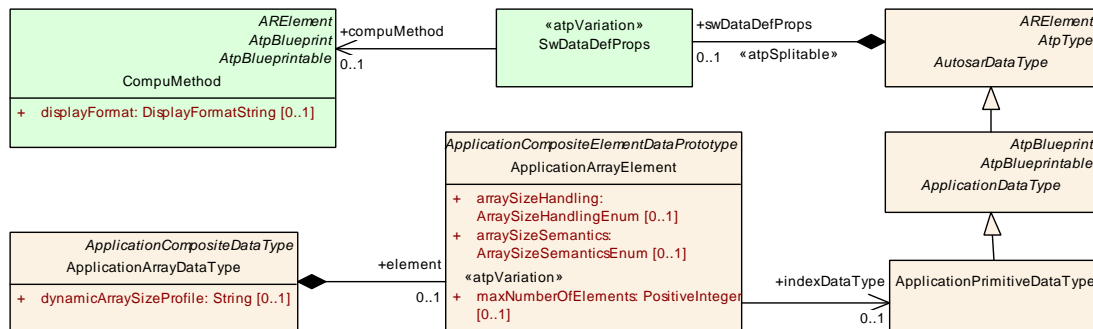 ARElement
AtpBlueprint
AtpBlueprintable
CompuMethod
+ displayFormat: DisplayFormatString [0..1]
+compuMethod
0..1
«atpVariation»
SwDataDefProps
+swDataDefProps
0..1
«atpSplitable»
ARElement
AtpType
AutosarDataType
AtpBlueprint
AtpBlueprintable
ApplicationDataType
ApplicationCompositeElementDataPrototype
ApplicationArrayElement
+ arraySizeHandling:
ArraySizeHandlingEnum [0..1]
+ arraySizeSemantics:
ArraySizeSemanticsEnum [0..1]
«atpVariation»
+ maxNumberOfElements: PositiveInteger
[0..1]
ApplicationCompositeDataType
ApplicationArrayDataType
+ dynamicArraySizeProfile: String [0..1]
+element
0..1
+indexDataType
0..1
ApplicationPrimitiveDataType